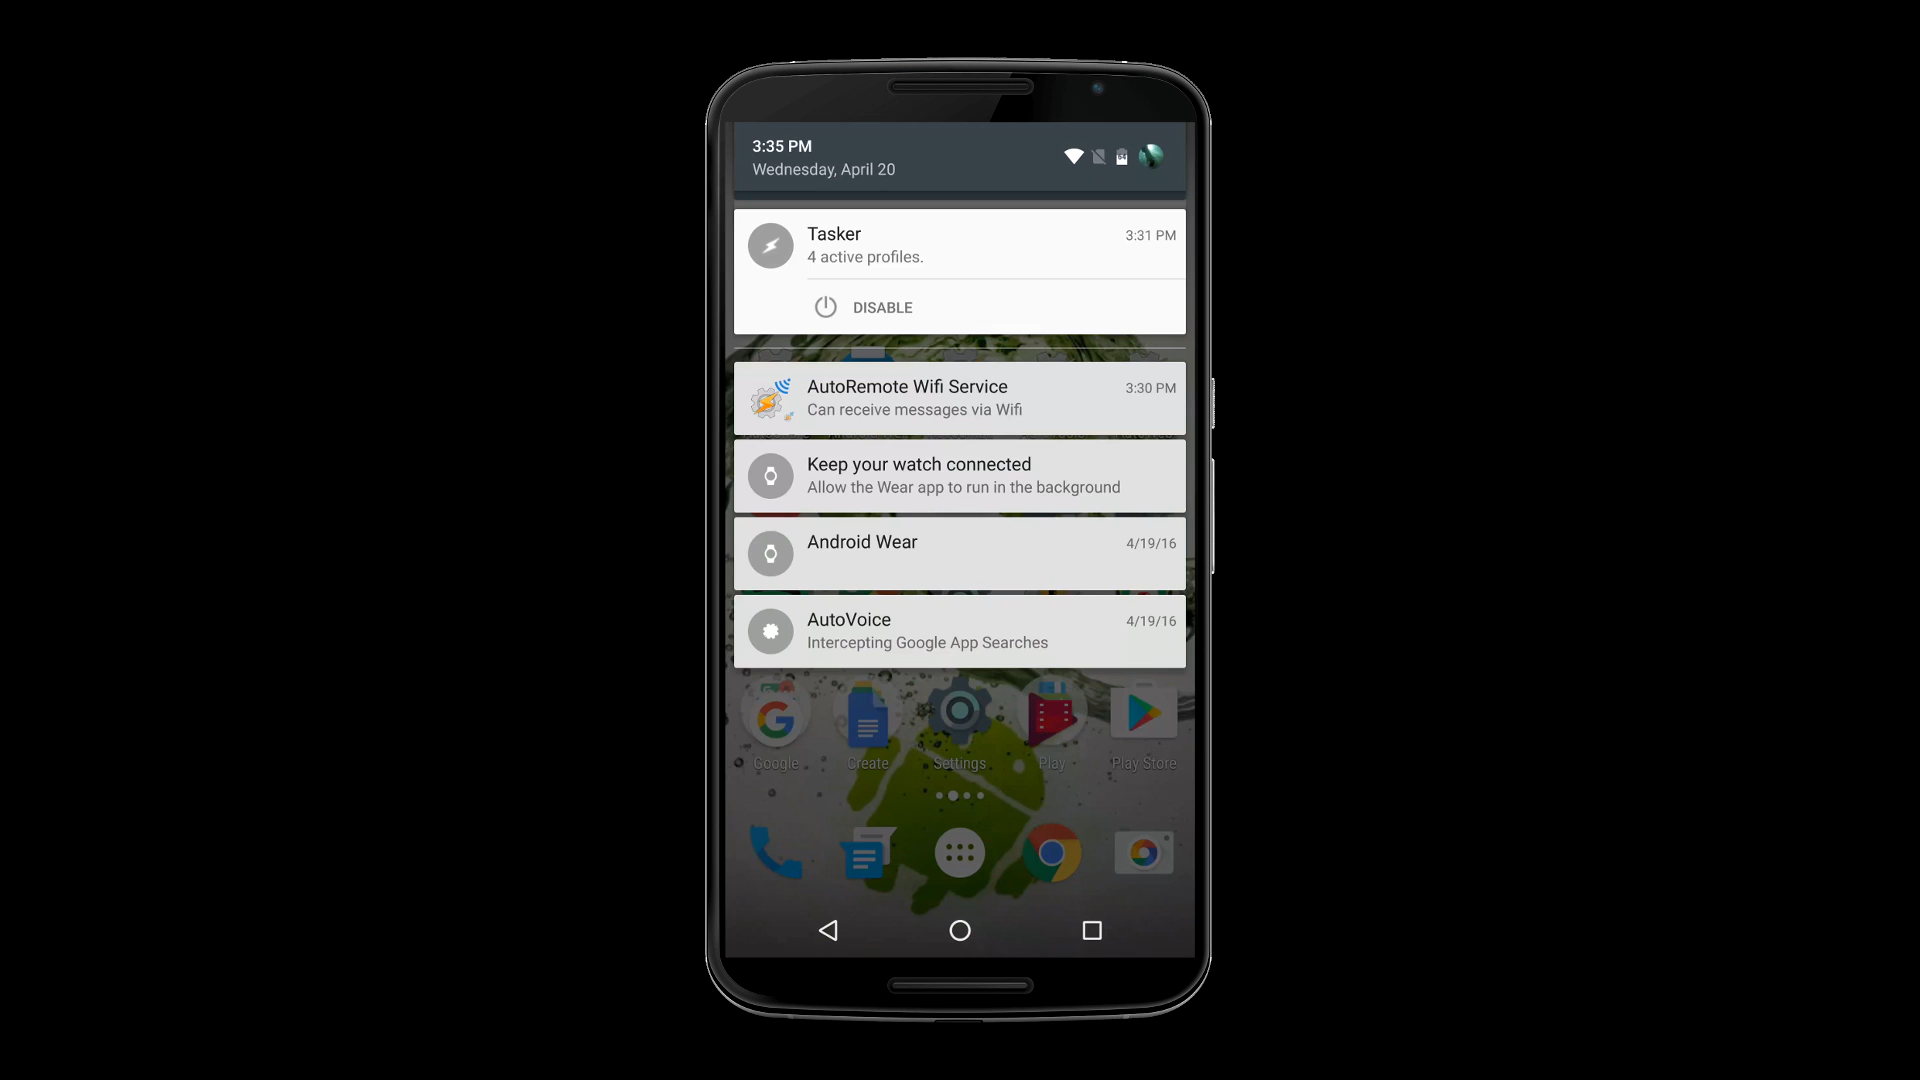 3:35 PM
Wednesday, April 20
Tasker
3:31 PM
4 active profiles.
DISABLE
AutoRemote Wifi Service
3:30 PM
Can receive messages via Wifi
Keep your watch connected
Allow the Wear app to run in the background
Android Wear
4/19/16
AutoVoice
4/19/16
Intercepting Google App Searches
Google
Create
Settings
Play
Play Store